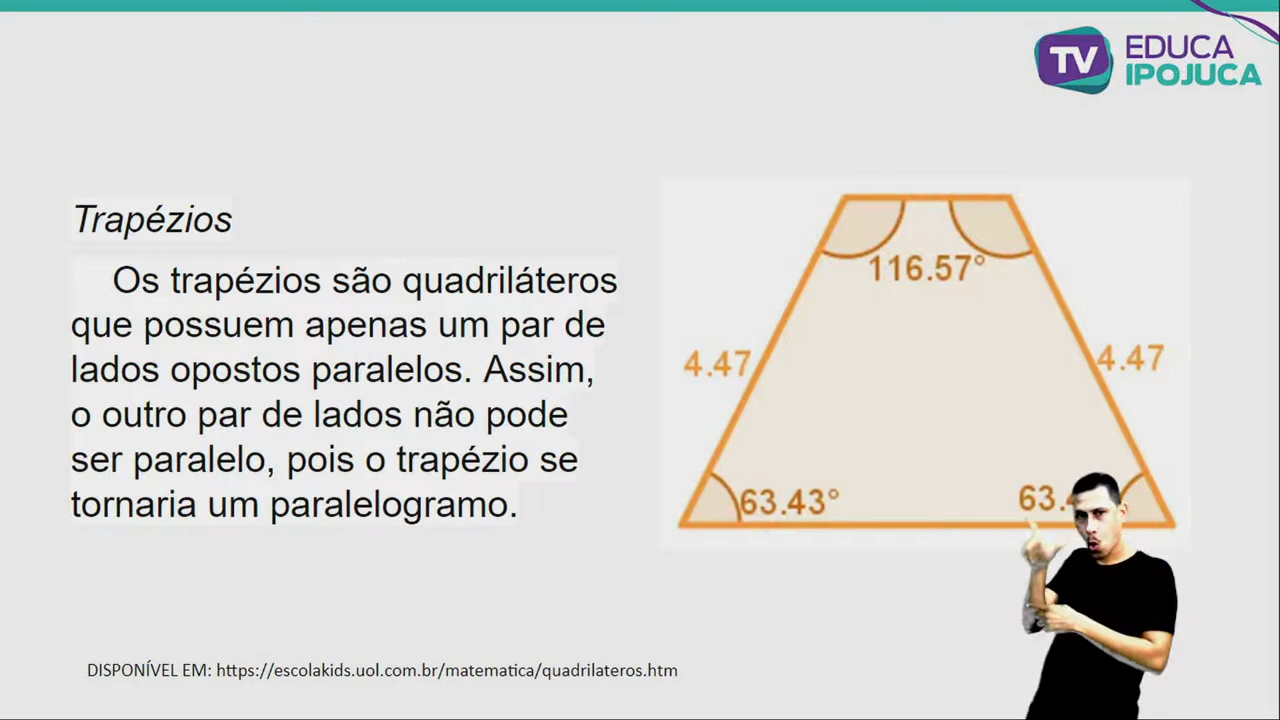 TV EDUCA
IPOJUCA
Trapézios
Os trapézios são quadriláteros
que possuem apenas um par de
lados opostos paralelos. Assim,
o outro par de lados não pode
ser paralelo, pois o trapézio se
tornaria um paralelogramo.
116.57°
4.47
4.47
63.43°
DISPONÍVEL EM: https://escolakids.uol.com.br/matematica/quadrilateros.htm